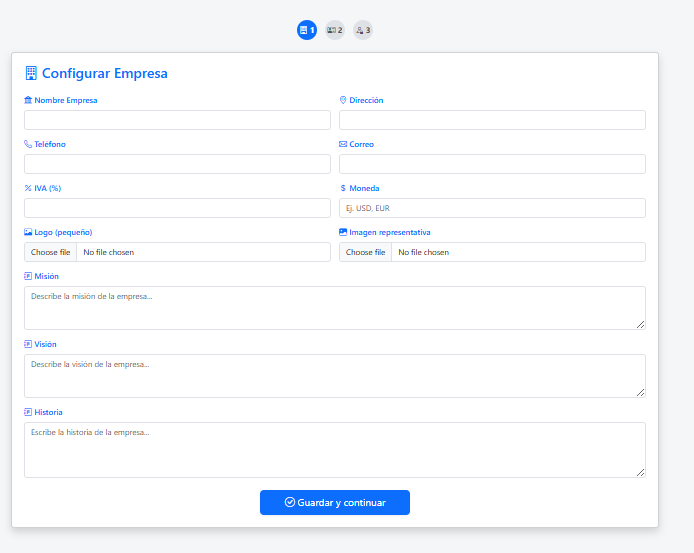 1 2 3
Configurar Empresa
Nombre Empresa Dirección
Teléfono Correo
IVA (%) $ Moneda
Ej. USD, EUR
Logo (pequeño) Imagen representativa
Choose file No file chosen Choose file No file chosen
Misión
Describe la misión de la empresa...
Visión
Describe la visión de la empresa...
Historia
Escribe la historia de la empresa...
Guardar y continuar